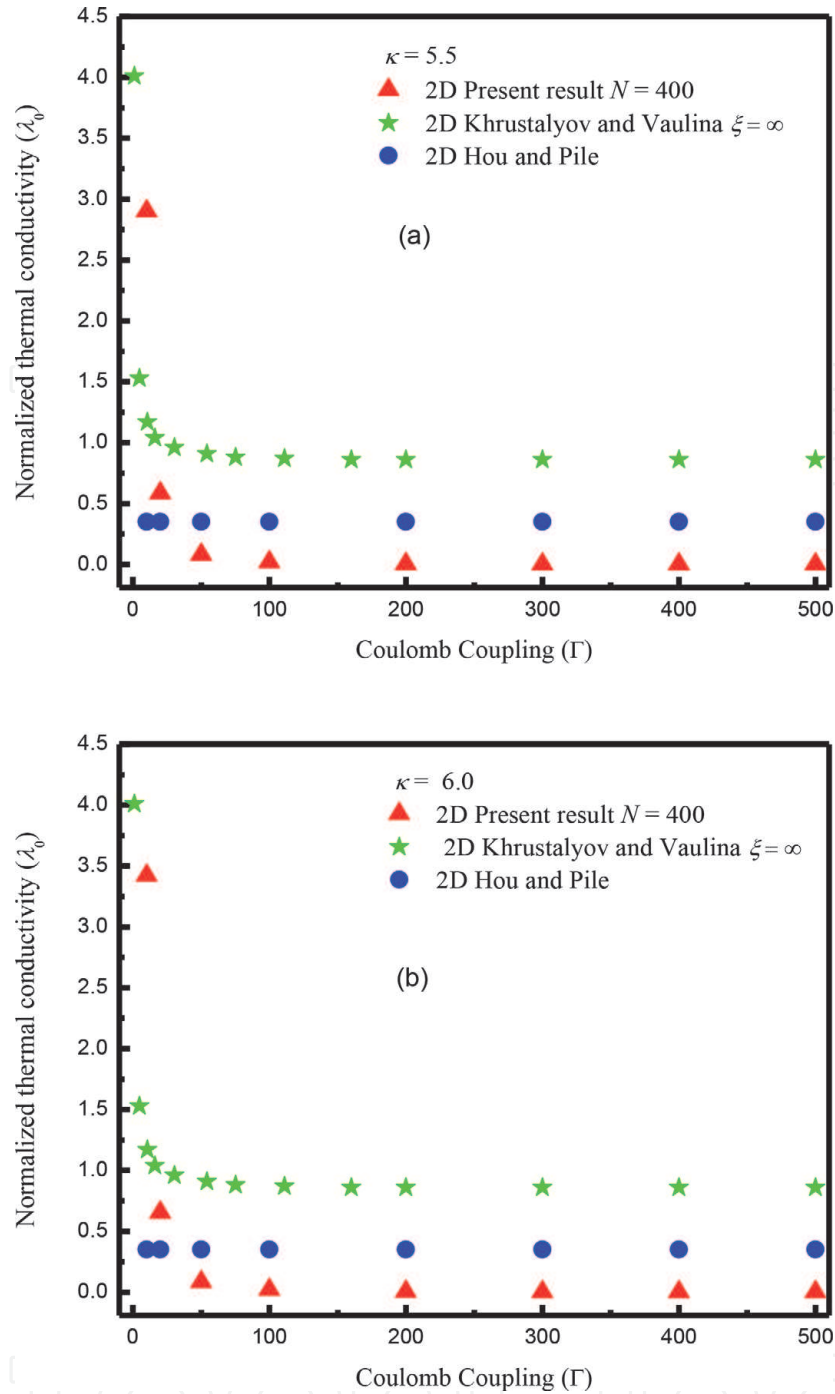 4.5
κ = 5.5
2D Present result N = 400
4.0
2D Khrustalyov and Vaulina ξ = ∞
3.5
2D Hou and Pile
3.0
(a)
2.5
2.0
1.5
1.0
0.5
0.0
Normalized thermal conductivity (λ₀)
0 100 200 300 400 500
Coulomb Coupling (Γ)
4.5
κ = 6.0
2D Present result N = 400
4.0
2D Khrustalyov and Vaulina ξ = ∞
3.5
2D Hou and Pile
3.0
(b)
2.5
2.0
1.5
1.0
0.5
0.0
Normalized thermal conductivity (λ₀)
0 100 200 300 400 500
Coulomb Coupling (Γ)